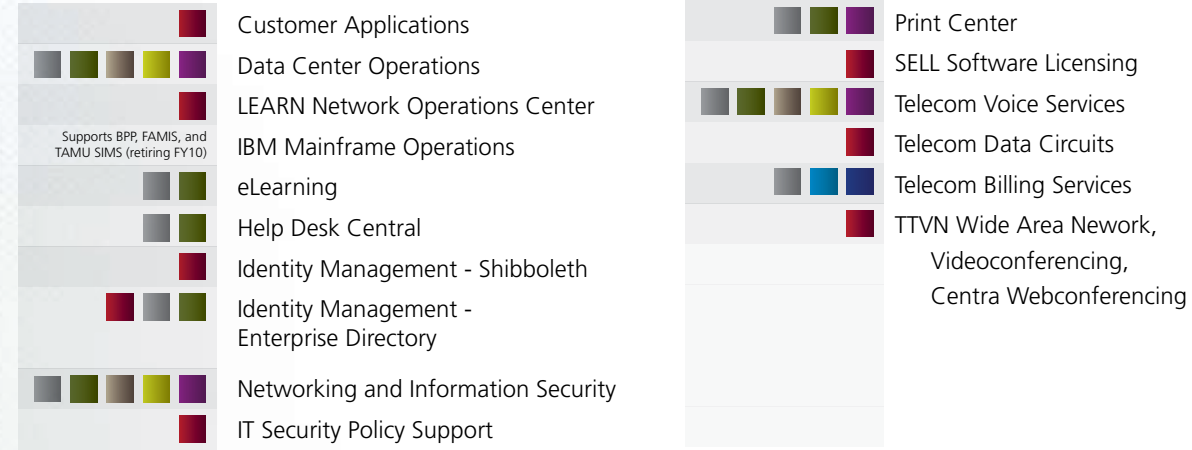 Customer Applications
Data Center Operations
LEARN Network Operations Center
Supports BPP, FAMIS, and
TAMU SIMS (retiring FY10)
IBM Mainframe Operations
eLearning
Help Desk Central
Identity Management - Shibboleth
Identity Management -
Enterprise Directory
Networking and Information Security
IT Security Policy Support
Print Center
SELL Software Licensing
Telecom Voice Services
Telecom Data Circuits
Telecom Billing Services
TTVN Wide Area Nework,
Videoconferencing,
Centra Webconferencing